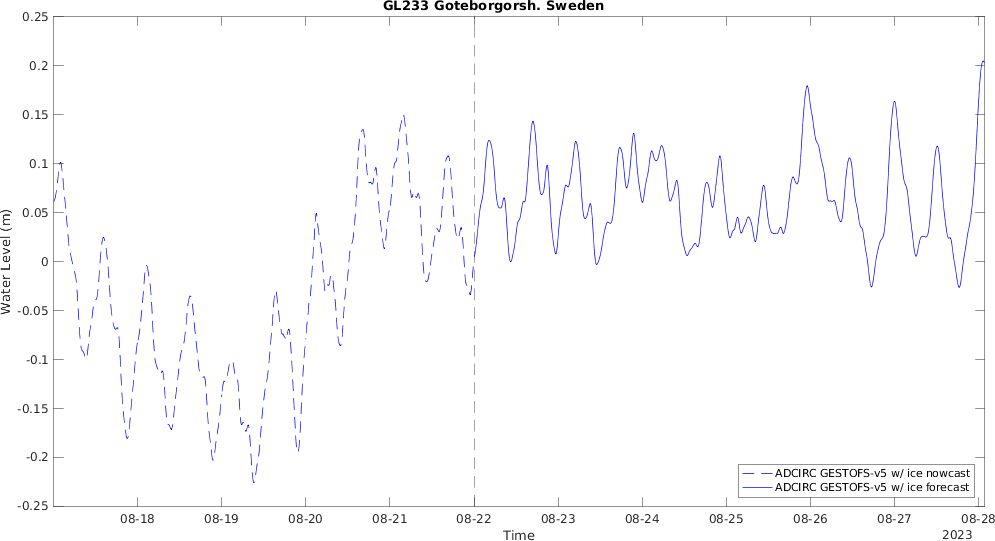 GL233 Goteborgorsh. Sweden
0.25
0.2
0.15
0.1
0.05
0
-0.05
-0.1
-0.15
-0.2
-0.25
Water Level (m)
ADCIRC GESTOFS-v5 w/ ice nowcast
ADCIRC GESTOFS-v5 w/ ice forecast
08-18 08-19 08-20 08-21 08-22 08-23 08-24 08-25 08-26 08-27 08-28
Time
2023